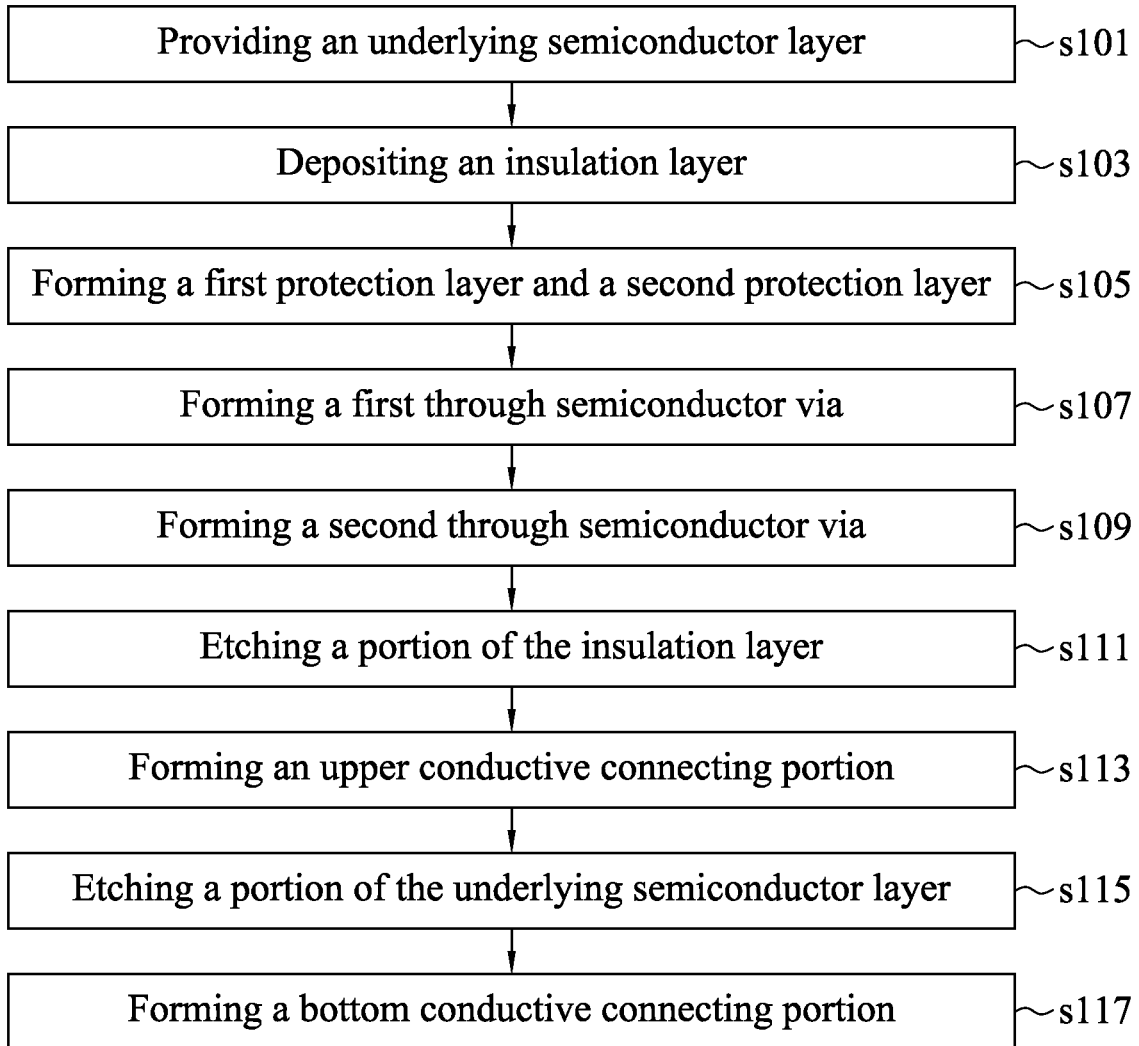 Providing an underlying semiconductor layer s101
Depositing an insulation layer s103
Forming a first protection layer and a second protection layer s105
Forming a first through semiconductor via s107
Forming a second through semiconductor via s109
Etching a portion of the insulation layer s111
Forming an upper conductive connecting portion s113
Etching a portion of the underlying semiconductor layer s115
Forming a bottom conductive connecting portion s117